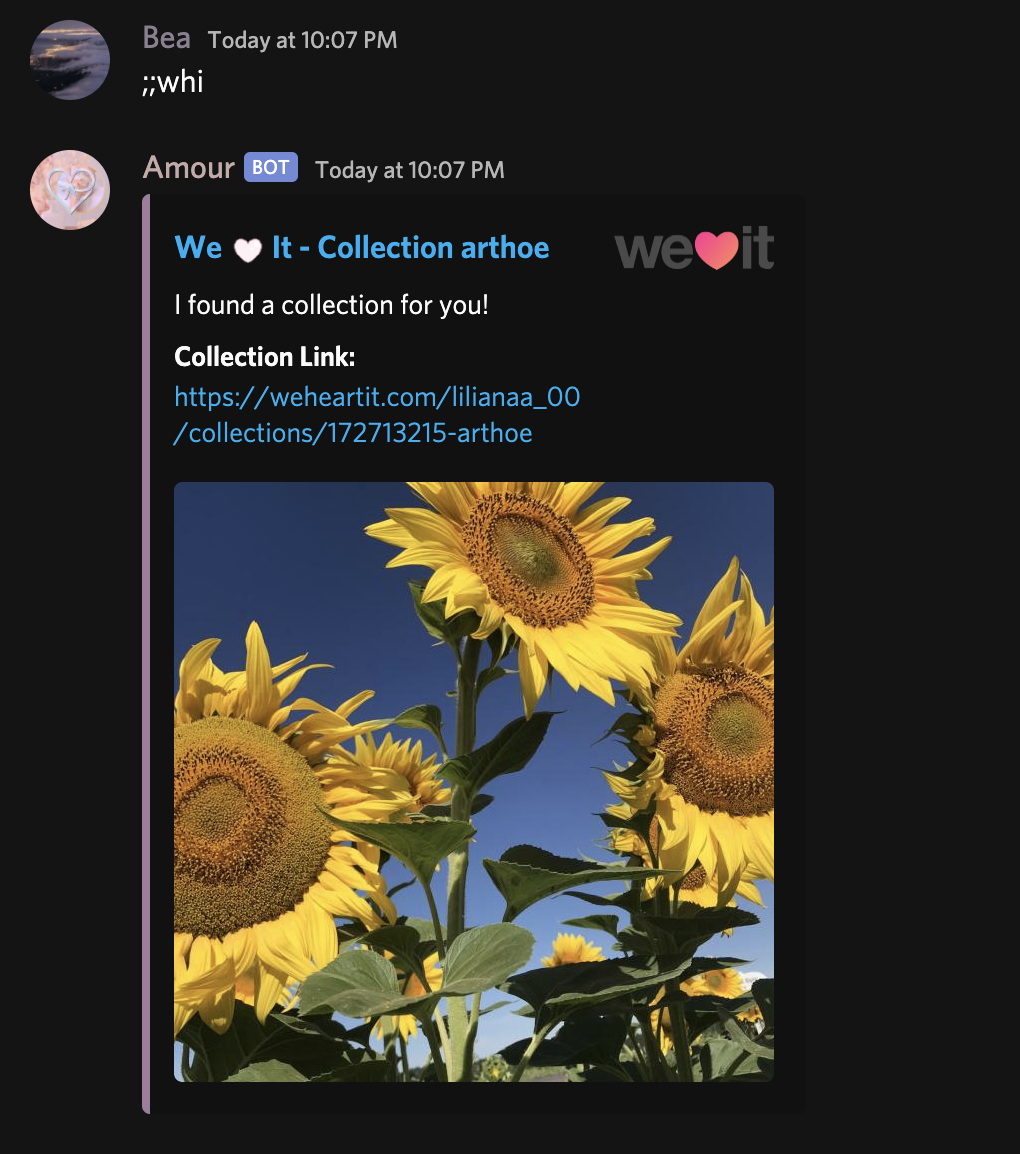 Bea Today at 10:07 PM
;;whi
Amour BOT Today at 10:07 PM
We 🤍 It - Collection arthoe
we❤it
I found a collection for you!
Collection Link:
https://weheartit.com/lilianaa_00
/collections/172713215-arthoe